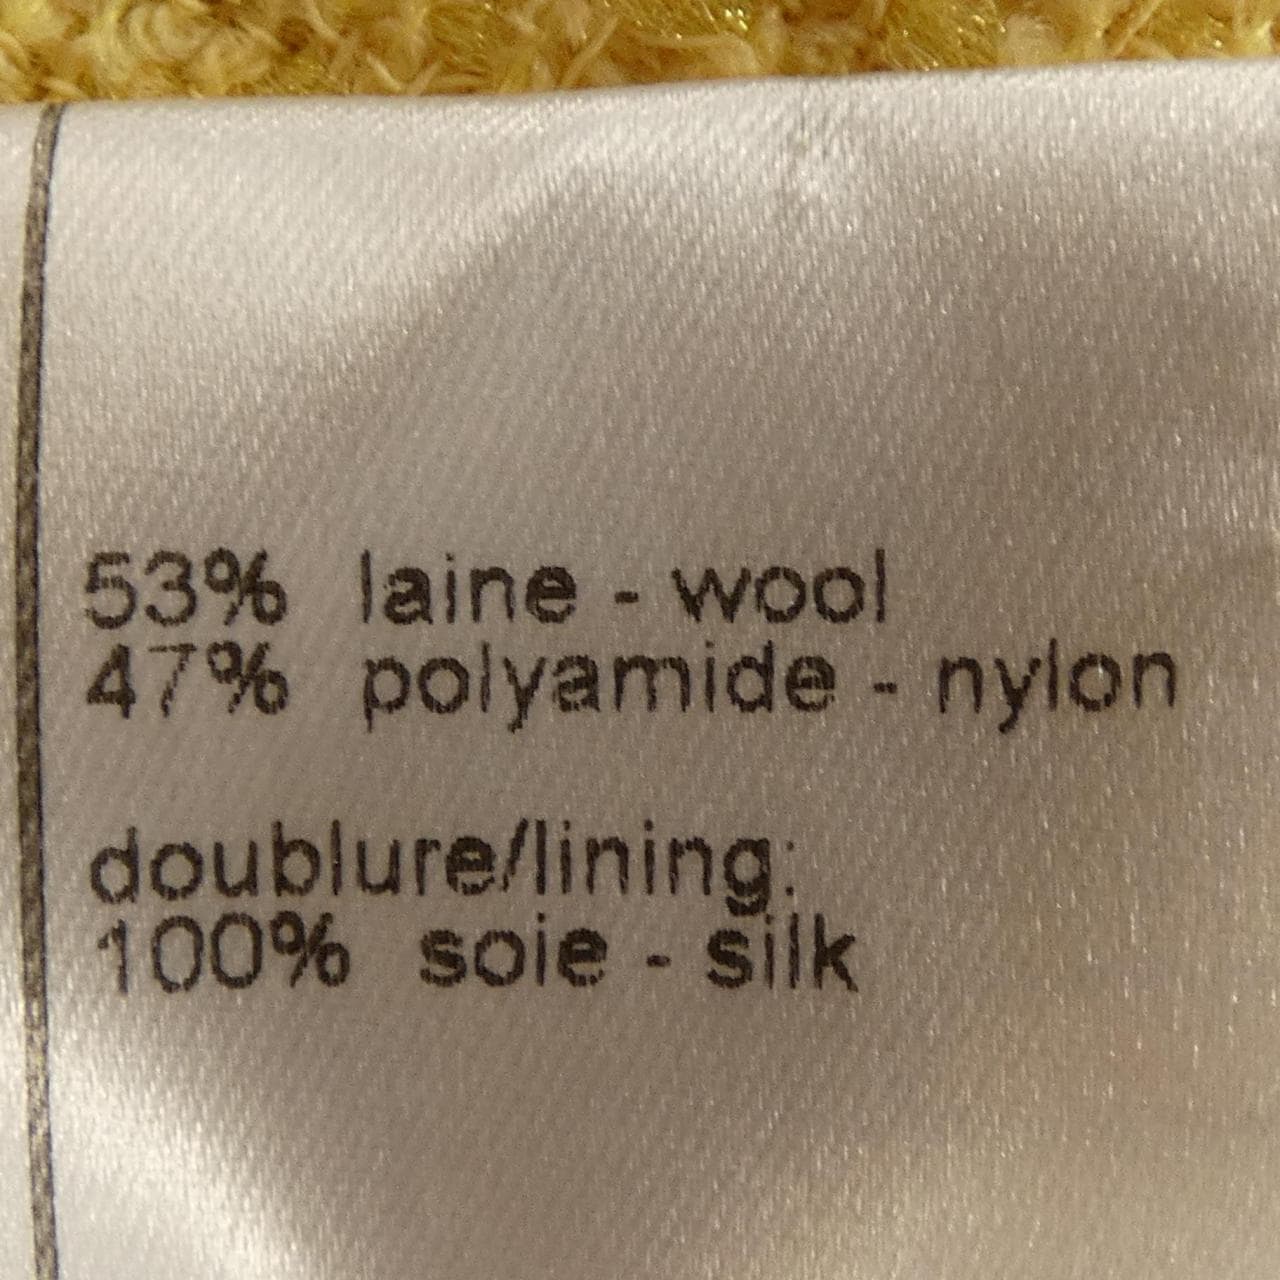 53% laine - wool
47% polyamide - nylon
doublure/lining:
100% soie - silk